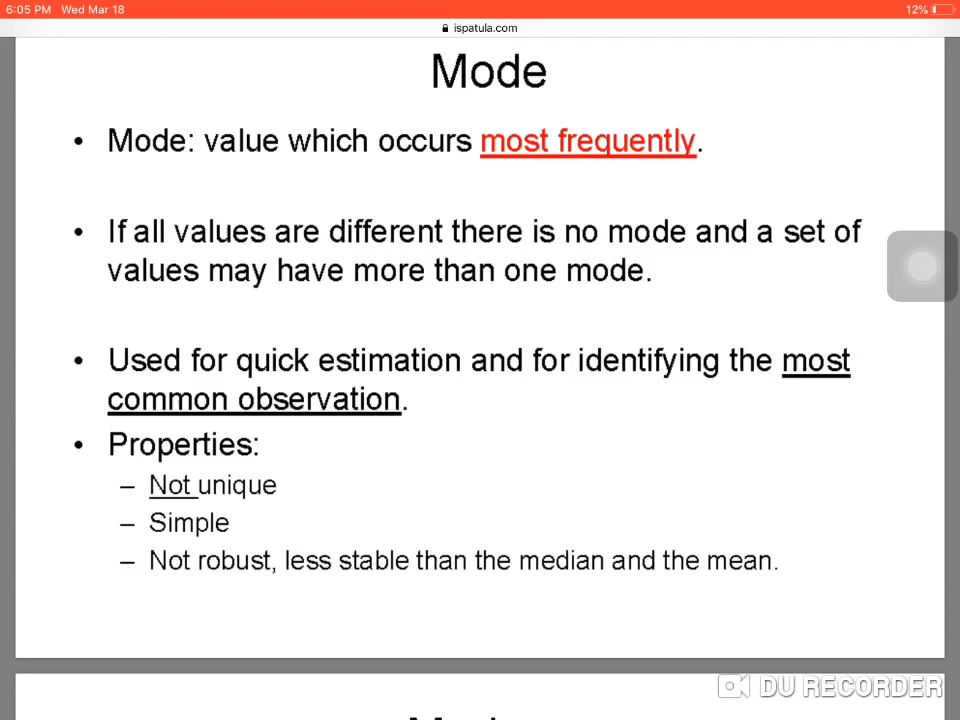 6:05 PM Wed Mar 18
12%
ispatula.com
Mode
• Mode: value which occurs most frequently.
• If all values are different there is no mode and a set of
values may have more than one mode.
• Used for quick estimation and for identifying the most
common observation.
• Properties:
– Not unique
– Simple
– Not robust, less stable than the median and the mean.
DU RECORDER